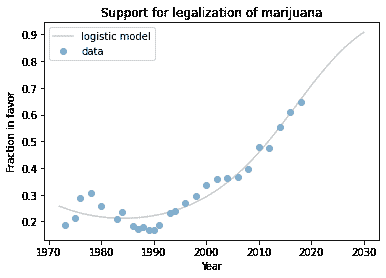 Support for legalization of marijuana
0.9
logistic model
data
0.8
0.7
0.6
0.5
0.4
0.3
0.2
Fraction in favor
1970 1980 1990 2000 2010 2020 2030
Year